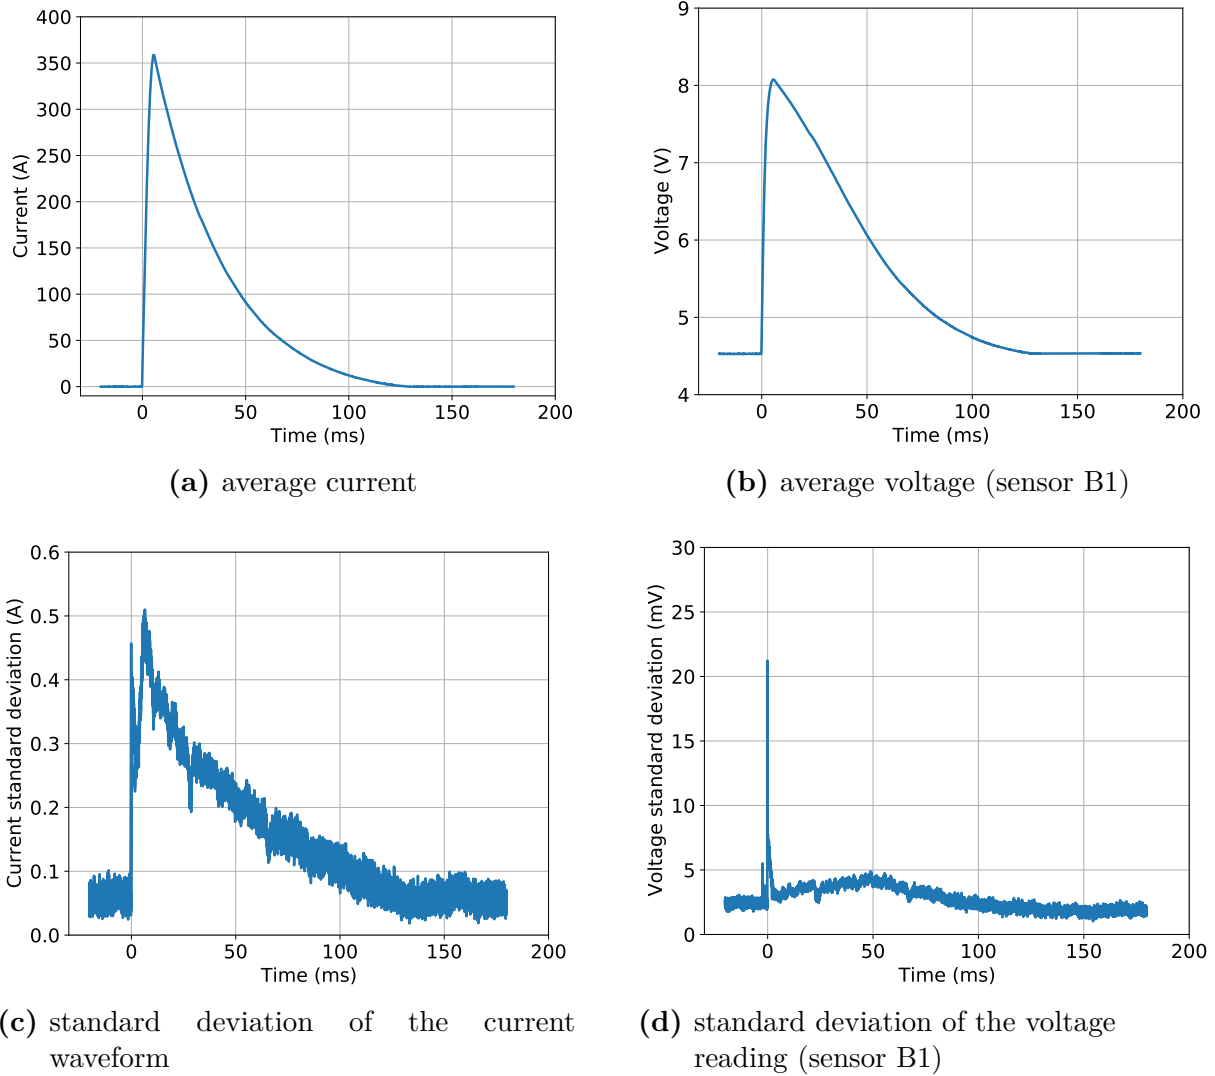 400
350
300
250
200
150
100
50
0
Current (A)
0 50 100 150 200
Time (ms)
(a) average current
9
8
7
6
5
4
Voltage (V)
0 50 100 150 200
Time (ms)
(b) average voltage (sensor B1)
0.6
0.5
0.4
0.3
0.2
0.1
0.0
Current standard deviation (A)
0 50 100 150 200
Time (ms)
(c) standard deviation of the current
waveform
30
25
20
15
10
5
0
Voltage standard deviation (mV)
0 50 100 150 200
Time (ms)
(d) standard deviation of the voltage
reading (sensor B1)